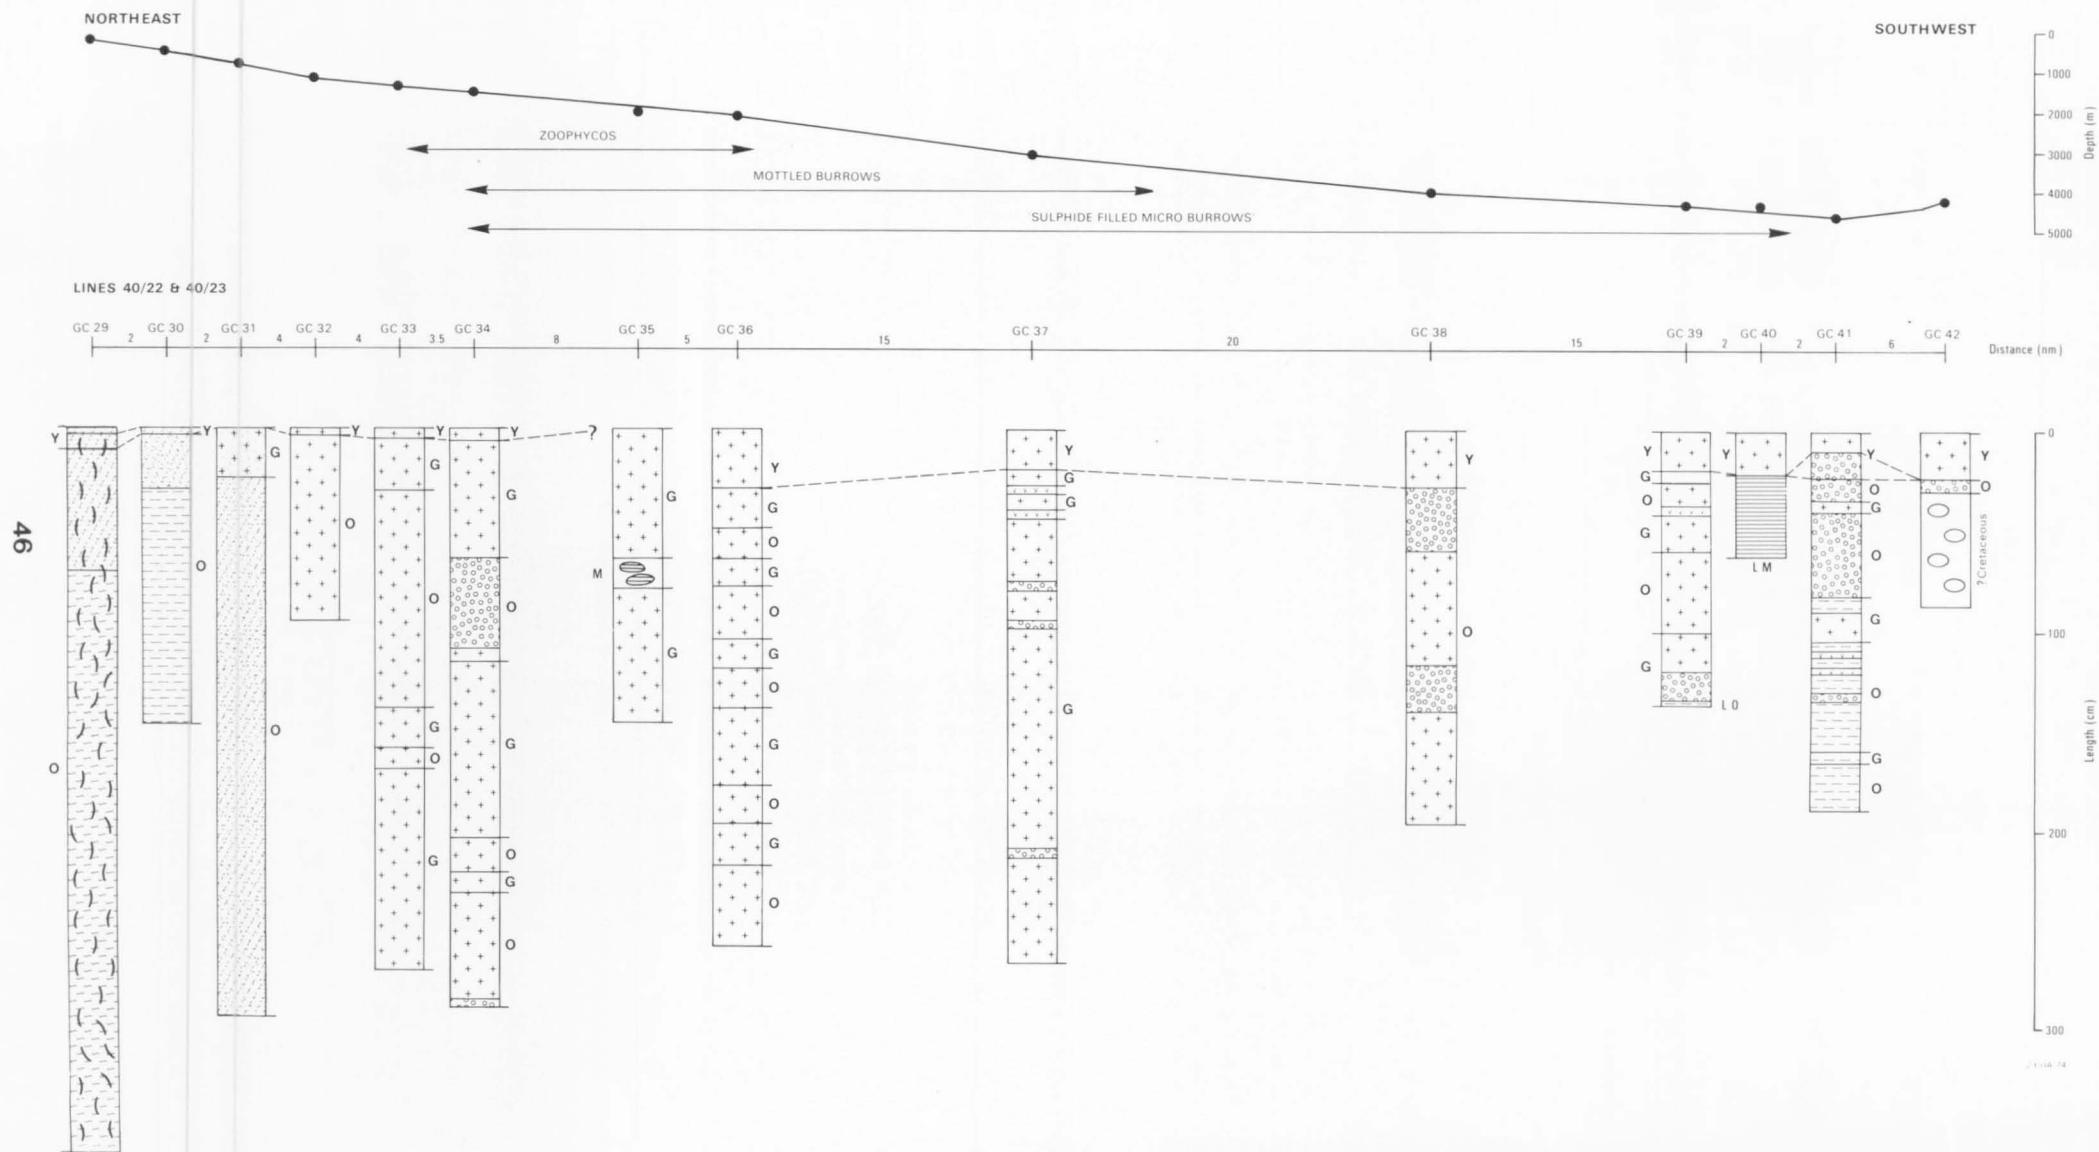 NORTHEAST
SOUTHWEST
0
1000
2000
3000
4000
5000
Depth (m)
ZOOPHYCOS
MOTTLED BURROWS
SULPHIDE FILLED MICRO BURROWS
LINES 40/22 & 40/23
GC 29 GC 30 GC 31 GC 32 GC 33 GC 34 GC 35 GC 36 GC 37 GC 38 GC 39 GC 40 GC 41 GC 42
2 2 4 4 3 5 8 5 15 20 15 2 2 6 Distance (nm)
Y
O
Y
O
G
O
Y
O
Y
G
O
G
O
G
Y
G
O
G
O
G
O
?
G
M
G
Y
G
O
G
O
G
O
G
O
G
O
Y
G
G
G
Y
O
Y
G
O
G
O
G
L O
Y
L M
Y
O
G
O
G
O
G
O
Y
O
?Cretaceous
0
100
200
300
Length (cm)
46